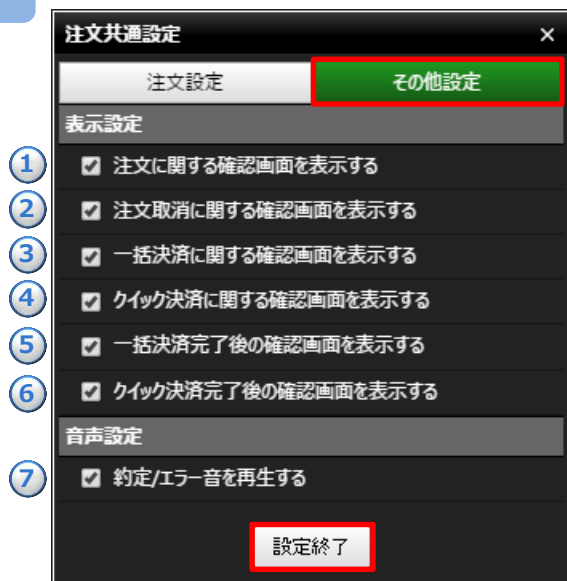 注文共通設定 ×
注文設定 その他設定
表示設定
1 注文に関する確認画面を表示する
2 注文取消に関する確認画面を表示する
3 一括決済に関する確認画面を表示する
4 クイック決済に関する確認画面を表示する
5 一括決済完了後の確認画面を表示する
6 クイック決済完了後の確認画面を表示する
音声設定
7 約定/エラー音を再生する
設定終了